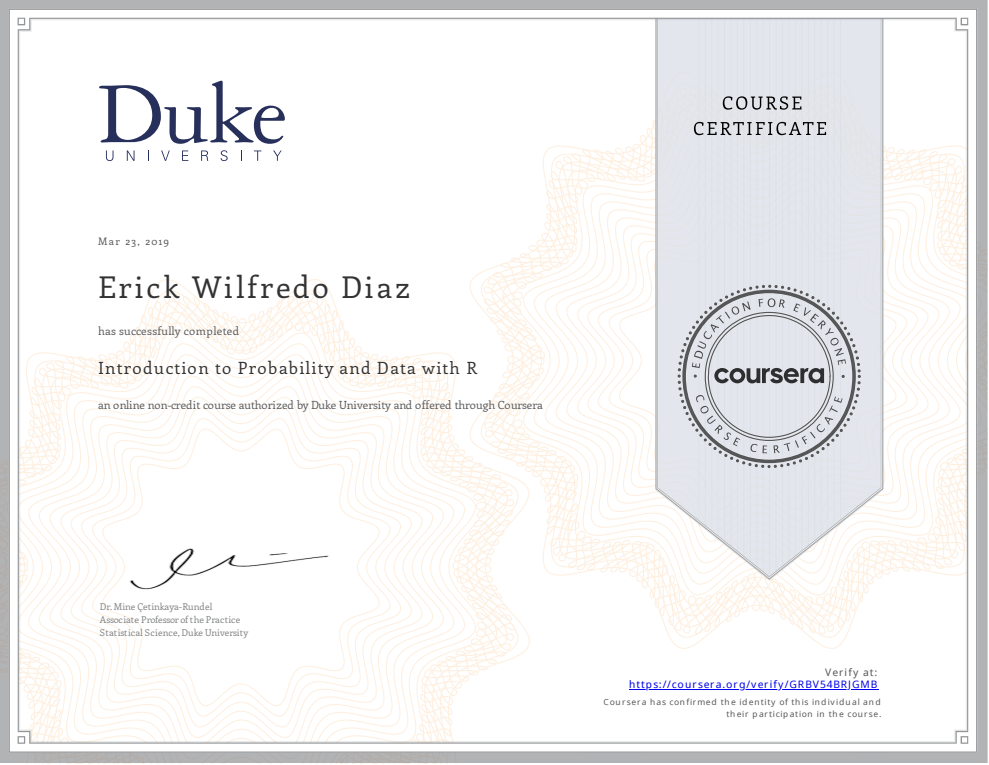 Duke
UNIVERSITY
COURSE
CERTIFICATE
Mar 23, 2019
Erick Wilfredo Diaz
has successfully completed
Introduction to Probability and Data with R
an online non-credit course authorized by Duke University and offered through Coursera
EDUCATION FOR EVERYONE
coursera
COURSE CERTIFICATE
Dr. Mine Çetinkaya-Rundel
Associate Professor of the Practice
Statistical Science, Duke University
Verify at:
https://coursera.org/verify/GRBV54BRJGMB
Coursera has confirmed the identity of this individual and
their participation in the course.